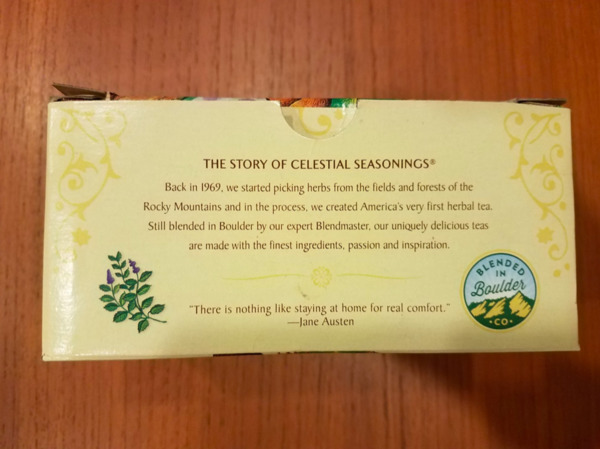 THE STORY OF CELESTIAL SEASONINGS®
Back in 1969, we started picking herbs from the fields and forests of the
Rocky Mountains and in the process, we created America's very first herbal tea.
Still blended in Boulder by our expert Blendmaster, our uniquely delicious teas
are made with the finest ingredients, passion and inspiration.
"There is nothing like staying at home for real comfort."
—Jane Austen
BLENDED
IN
Boulder
•CO•